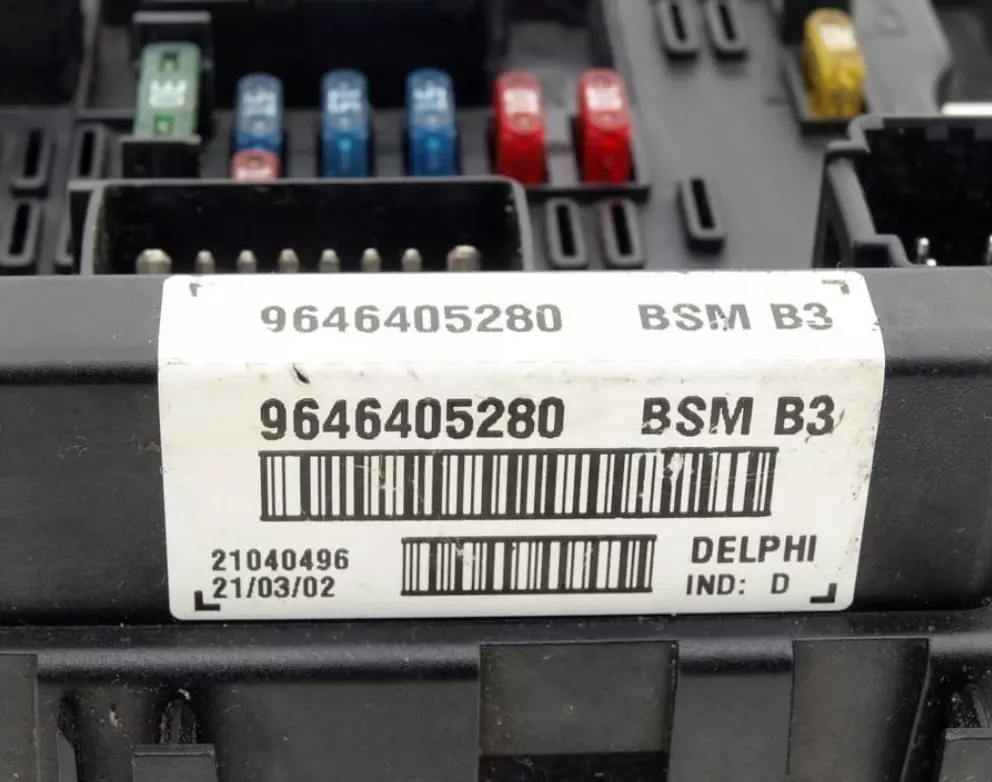 9646405280 BSM B3
9646405280 BSM B3
21040496
21/03/02
DELPHI
IND: D